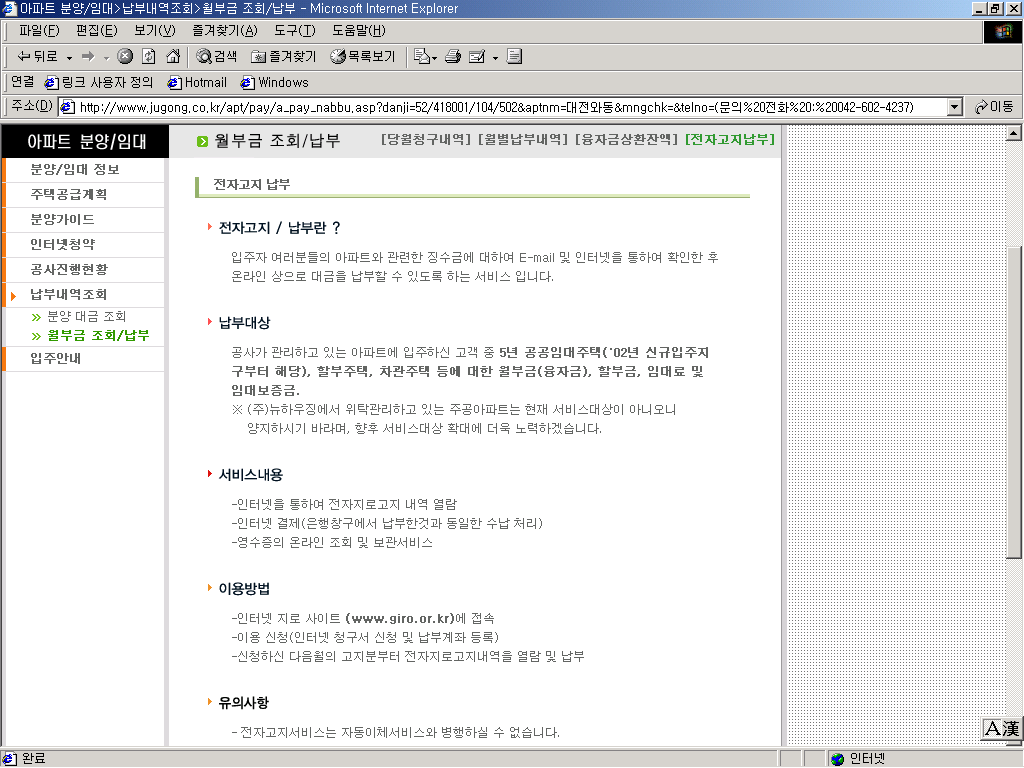 아파트 분양/임대>납부내역조회>월부금 조회/납부 - Microsoft Internet Explorer
파일(F) 편집(E) 보기(V) 즐겨찾기(A) 도구(T) 도움말(H)
뒤로 검색 즐겨찾기 목록보기
연결 링크 사용자 정의 Hotmail Windows
주소(D) http://www.jugong.co.kr/apt/pay/a_pay_nabbu.asp?danji=52/418001/104/502&aptnm=대전와동&mngchk=&telno=(문의%20전화%20:%20042-602-4237) 이동
아파트 분양/임대
분양/임대 정보
주택공급계획
분양가이드
인터넷청약
공사진행현황
납부내역조회
» 분양 대금 조회
» 월부금 조회/납부
입주안내
월부금 조회/납부 [당월청구내역] [월별납부내역] [융자금상환잔액] [전자고지납부]
전자고지 납부
전자고지 / 납부란 ?
입주자 여러분들의 아파트와 관련한 징수금에 대하여 E-mail 및 인터넷을 통하여 확인한 후
온라인 상으로 대금을 납부할 수 있도록 하는 서비스 입니다.
납부대상
공사가 관리하고 있는 아파트에 입주하신 고객 중 5년 공공임대주택('02년 신규입주지
구부터 해당), 할부주택, 차관주택 등에 대한 월부금(융자금), 할부금, 임대료 및
임대보증금.
※ (주)뉴하우징에서 위탁관리하고 있는 주공아파트는 현재 서비스대상이 아니오니
양지하시기 바라며, 향후 서비스대상 확대에 더욱 노력하겠습니다.
서비스내용
-인터넷을 통하여 전자지로고지 내역 열람
-인터넷 결제(은행창구에서 납부한것과 동일한 수납 처리)
-영수증의 온라인 조회 및 보관서비스
이용방법
-인터넷 지로 사이트 (www.giro.or.kr)에 접속
-이용 신청(인터넷 청구서 신청 및 납부계좌 등록)
-신청하신 다음월의 고지분부터 전자지로고지내역을 열람 및 납부
유의사항
- 전자고지서비스는 자동이체서비스와 병행하실 수 없습니다.
A漢
완료 인터넷